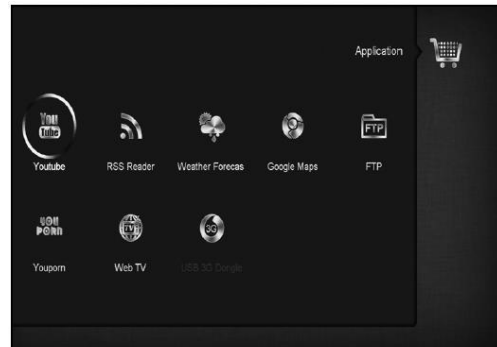 Application
You
Tube
FTP
Youtube
RSS Reader
Weather Forecas
Google Maps
FTP
YOU
PORN
TV
3G
Youporn
Web TV
USB 3G Dongle